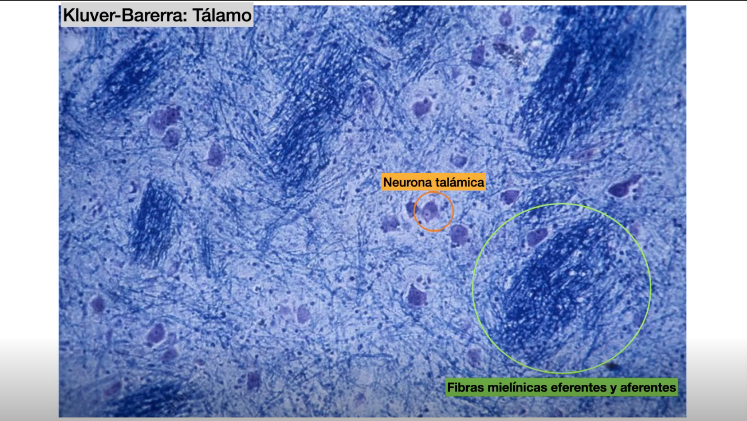 Kluver-Barerra: Tálamo
Neurona talámica
Fibras mielínicas eferentes y aferentes